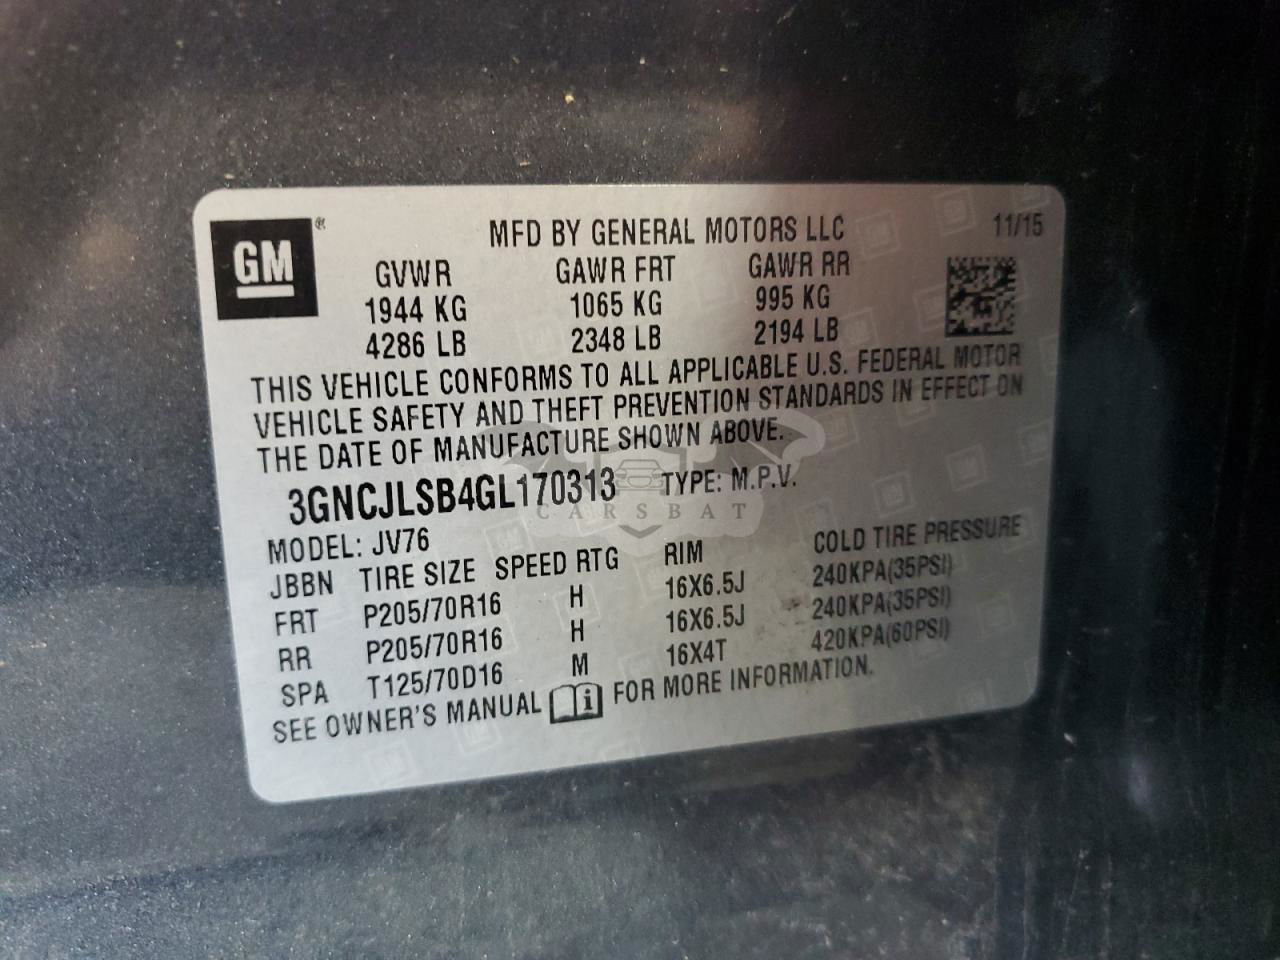 GM ® MFD BY GENERAL MOTORS LLC 11/15
GVWR GAWR FRT GAWR RR
1944 KG 1065 KG 995 KG
4286 LB 2348 LB 2194 LB
THIS VEHICLE CONFORMS TO ALL APPLICABLE U.S. FEDERAL MOTOR
VEHICLE SAFETY AND THEFT PREVENTION STANDARDS IN EFFECT ON
THE DATE OF MANUFACTURE SHOWN ABOVE.
3GNCJLSB4GL170313 TYPE: M.P.V.
CARSBAT
MODEL: JV76
JBBN TIRE SIZE SPEED RTG RIM COLD TIRE PRESSURE
FRT P205/70R16 H 16X6.5J 240KPA(35PSI)
RR P205/70R16 H 16X6.5J 240KPA(35PSI)
SPA T125/70D16 M 16X4T 420KPA(60PSI)
SEE OWNER'S MANUAL i FOR MORE INFORMATION.